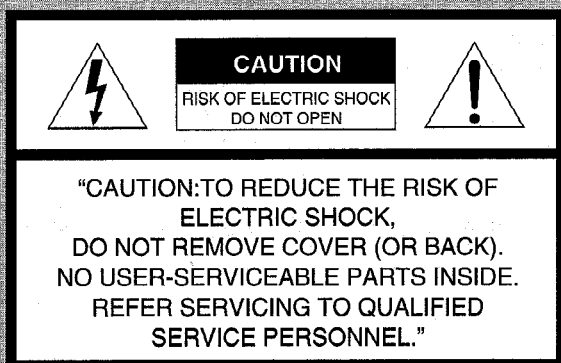 CAUTION
RISK OF ELECTRIC SHOCK
DO NOT OPEN
"CAUTION:TO REDUCE THE RISK OF
ELECTRIC SHOCK,
DO NOT REMOVE COVER (OR BACK).
NO USER-SERVICEABLE PARTS INSIDE.
REFER SERVICING TO QUALIFIED
SERVICE PERSONNEL."